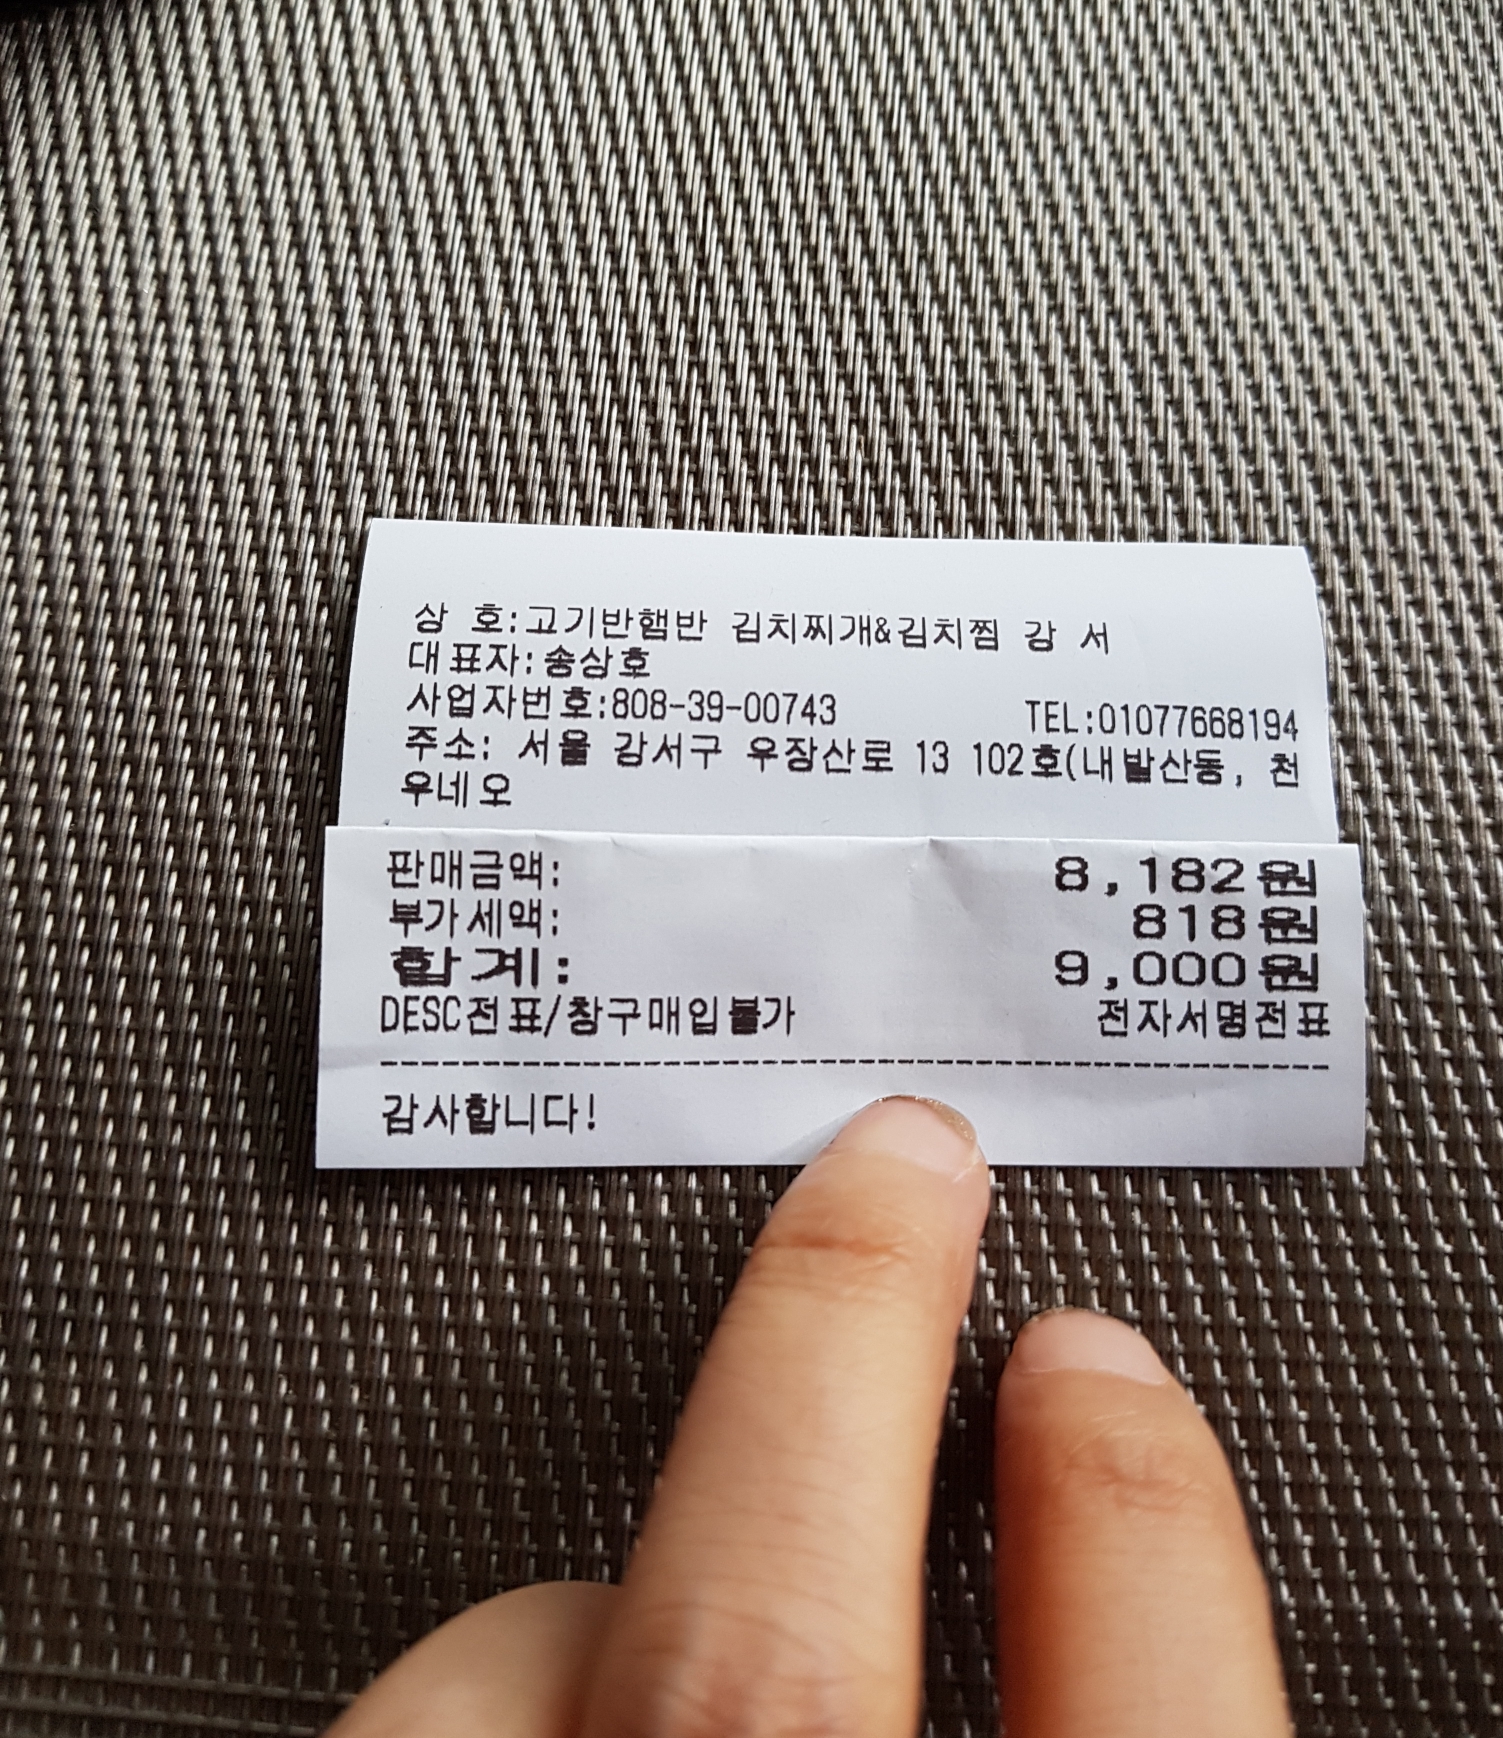 상 호:고기반햄반 김치찌개&김치찜 강 서
대표자:송상호
사업자번호:808-39-00743 TEL:01077668194
주소: 서울 강서구 우장산로 13 102호(내발산동, 천
우네오
판매금액: 8,182원
부가세액: 818원
합계: 9,000원
DESC전표/창구매입불가 전자서명전표
감사합니다!